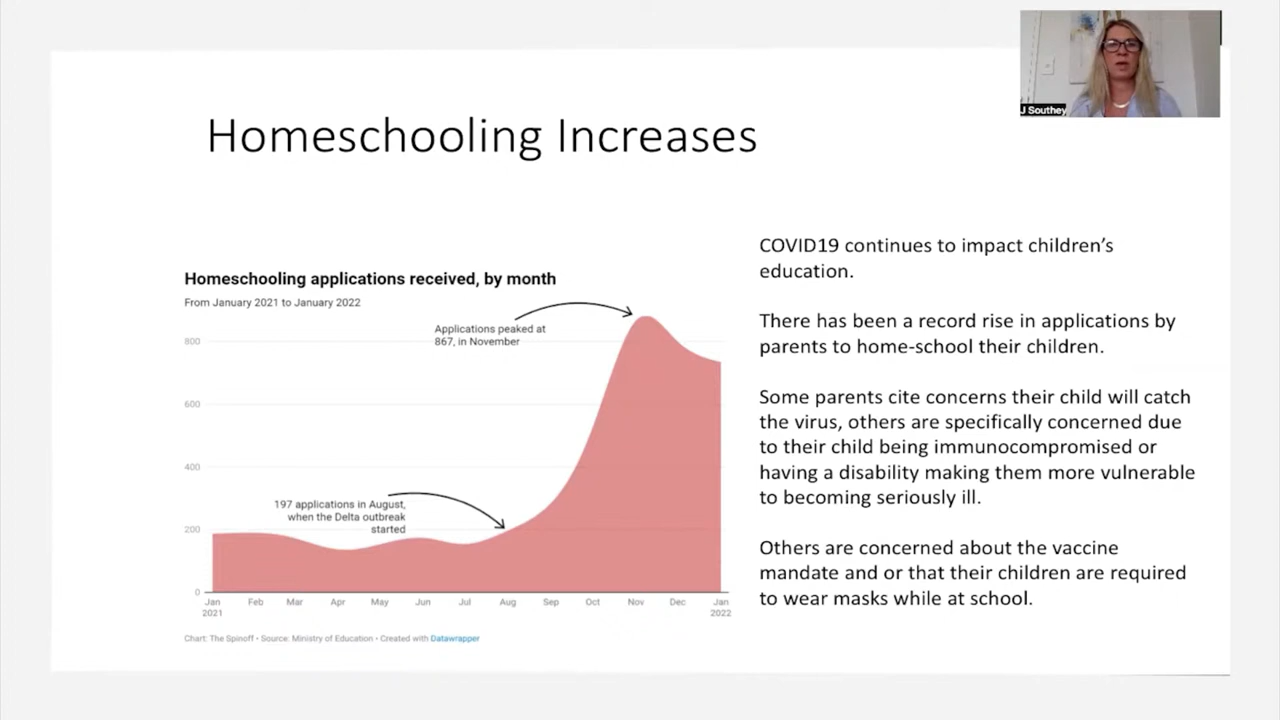 J Southey
Homeschooling Increases
Homeschooling applications received, by month
From January 2021 to January 2022
Applications peaked at
867, in November
800
600
400
197 applications in August,
when the Delta outbreak
started
200
0
Jan Feb Mar Apr May Jun Jul Aug Sep Oct Nov Dec Jan
2021 2022
Chart: The Spinoff • Source: Ministry of Education • Created with Datawrapper
COVID19 continues to impact children’s
education.
There has been a record rise in applications by
parents to home-school their children.
Some parents cite concerns their child will catch
the virus, others are specifically concerned due
to their child being immunocompromised or
having a disability making them more vulnerable
to becoming seriously ill.
Others are concerned about the vaccine
mandate and or that their children are required
to wear masks while at school.